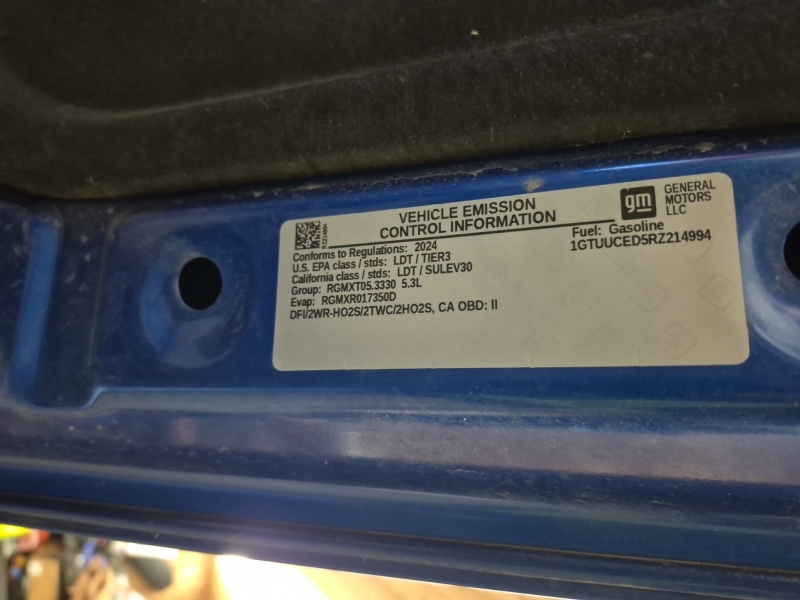 VEHICLE EMISSION
CONTROL INFORMATION
gm
GENERAL
MOTORS
LLC
RZ214994
Fuel: Gasoline
1GTUUCED5RZ214994
Conforms to Regulations: 2024
U.S. EPA class / stds: LDT / TIER3
California class / stds: LDT / SULEV30
Group: RGMXT05.3330 5.3L
Evap: RGMXR017350D
DFI/2WR-HO2S/2TWC/2HO2S, CA OBD: II